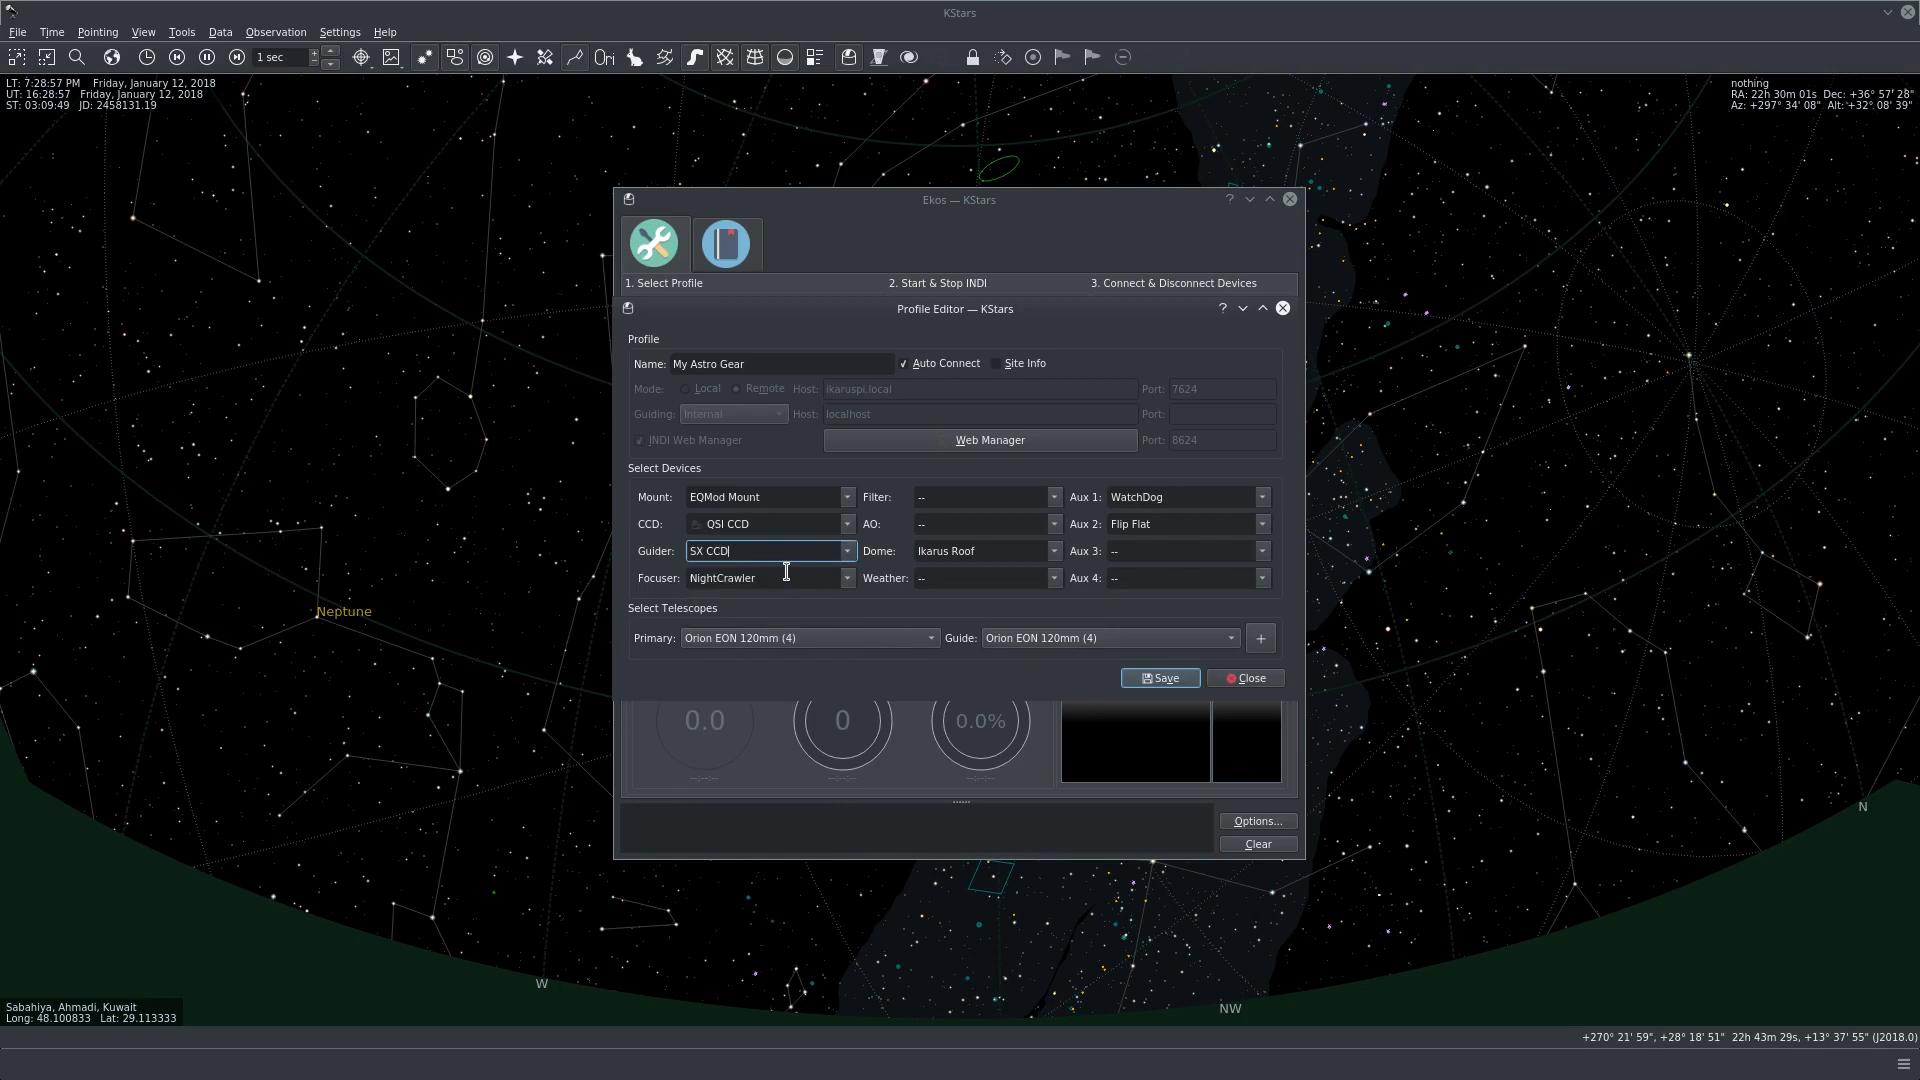 KStars
File Time Pointing View Tools Data Observation Settings Help
1 sec Ori
LT: 7:28:57 PM Friday, January 12, 2018
UT: 16:28:57 Friday, January 12, 2018
ST: 03:09:49 JD: 2458131.19
nothing
RA: 22h 30m 01s Dec: +36° 57' 28"
Az: +297° 34' 08" Alt: +32° 08' 39"
Ekos — KStars
1. Select Profile 2. Start & Stop INDI 3. Connect & Disconnect Devices
Profile Editor — KStars
Profile
Name: My Astro Gear Auto Connect Site Info
Mode: Local Remote Host: ikaruspi.local Port: 7624
Guiding: Internal Host: localhost Port:
INDI Web Manager Web Manager Port: 8624
Select Devices
Mount: EQMod Mount Filter: -- Aux 1: WatchDog
CCD: QSI CCD AO: -- Aux 2: Flip Flat
Guider: SX CCD Dome: Ikarus Roof Aux 3: --
Focuser: NightCrawler Weather: -- Aux 4: --
Select Telescopes
Primary: Orion EON 120mm (4) Guide: Orion EON 120mm (4) +
Save Close
0.0 0 0.0%
--:--:-- --:--:-- --:--:--
Options...
Clear
Neptune
N
W
NW
Sabahiya, Ahmadi, Kuwait
Long: 48.100833 Lat: 29.113333
+270° 21' 59", +28° 18' 51" 22h 43m 29s, +13° 37' 55" (J2018.0)